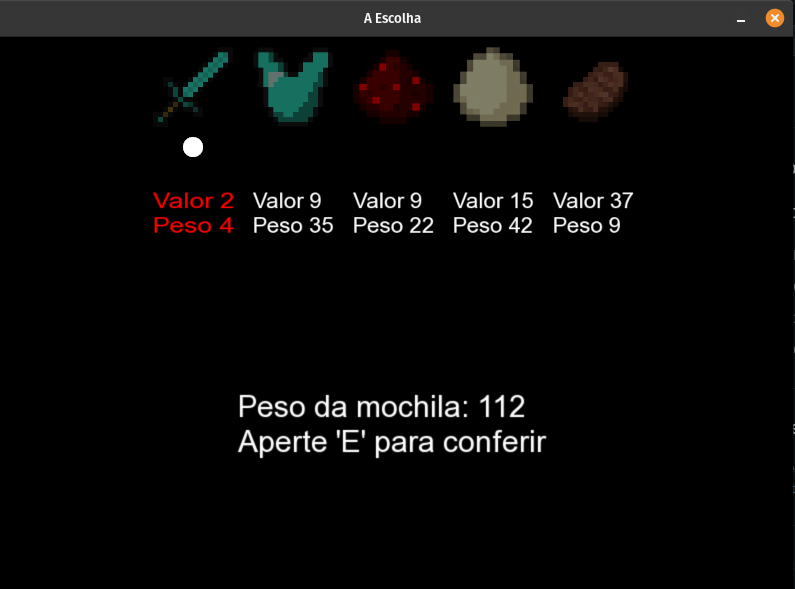 A Escolha
Valor 2 Valor 9 Valor 9 Valor 15 Valor 37
Peso 4 Peso 35 Peso 22 Peso 42 Peso 9
Peso da mochila: 112
Aperte 'E' para conferir